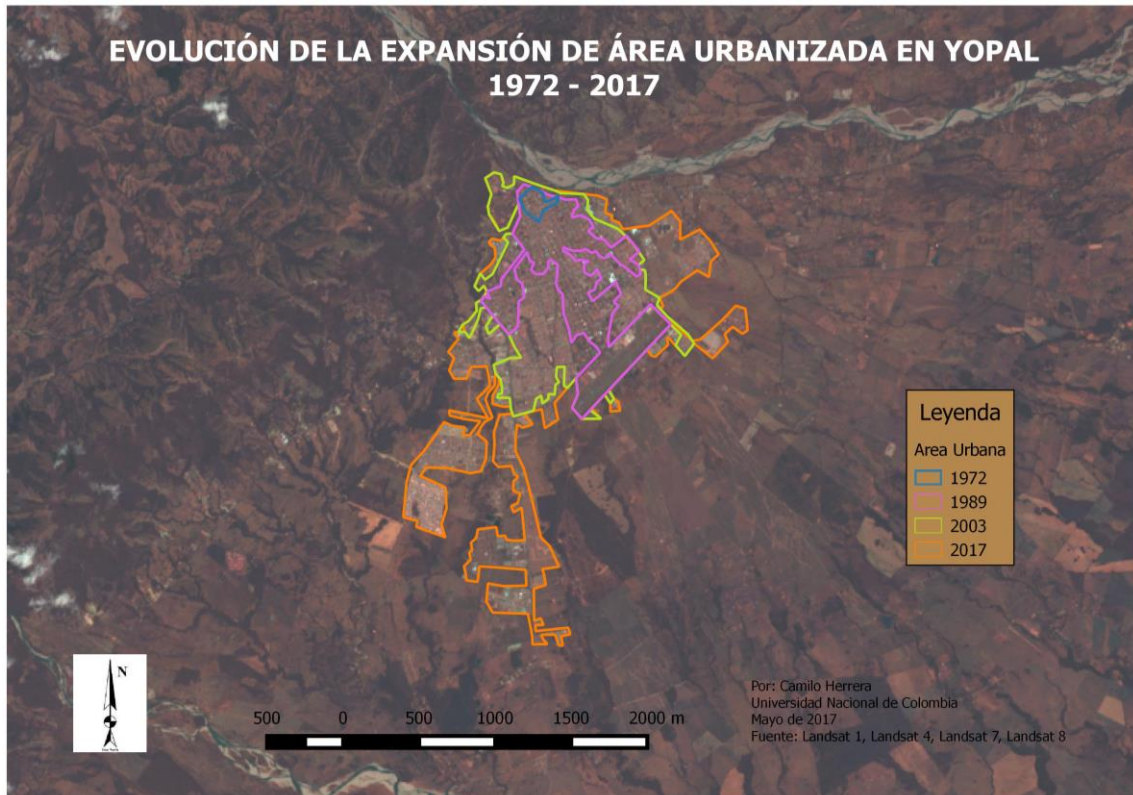 EVOLUCIÓN DE LA EXPANSIÓN DE ÁREA URBANIZADA EN YOPAL
1972 - 2017
Leyenda
Area Urbana
1972
1989
2003
2017
N
500 0 500 1000 1500 2000 m
Por: Camilo Herrera
Universidad Nacional de Colombia
Mayo de 2017
Fuente: Landsat 1, Landsat 4, Landsat 7, Landsat 8